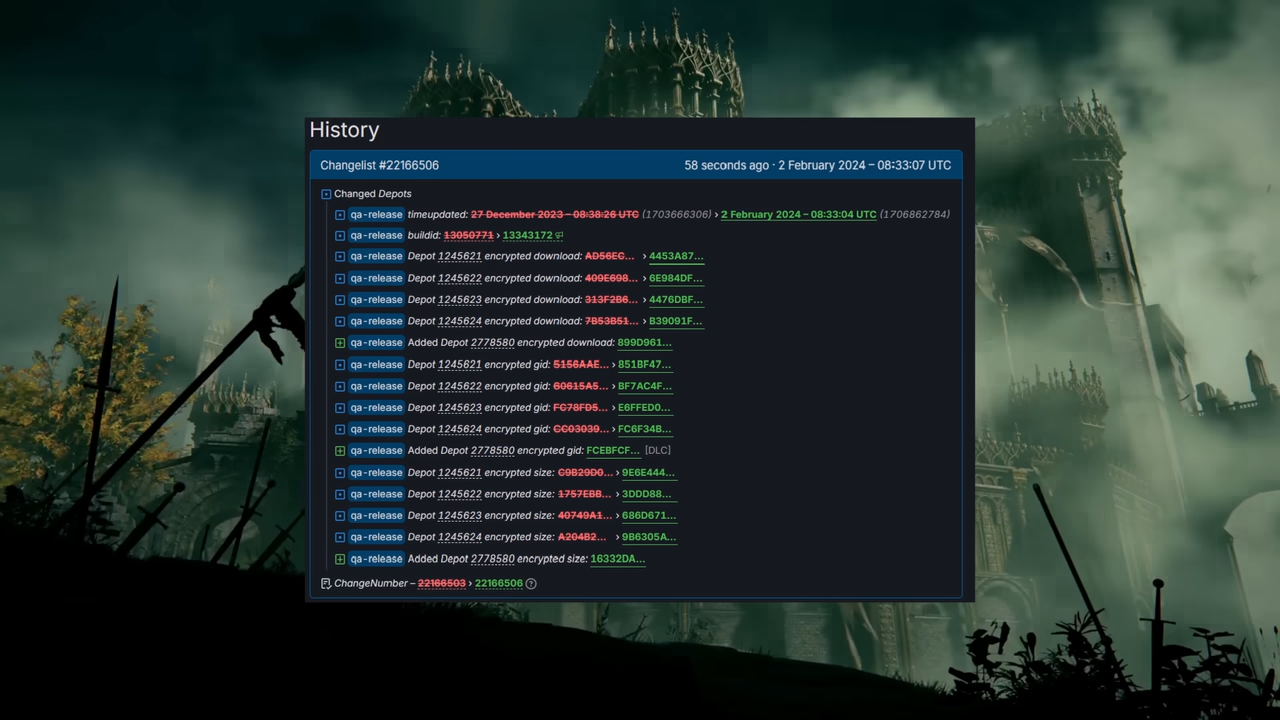 History
Changelist #22166506 58 seconds ago · 2 February 2024 – 08:33:07 UTC
Changed Depots
qa-release timeupdated: 27 December 2023 – 08:38:26 UTC (1703666306) › 2 February 2024 – 08:33:04 UTC (1706862784)
qa-release buildid: 13050771 › 13343172
qa-release Depot 1245621 encrypted download: AD56EC... › 4453A87...
qa-release Depot 1245622 encrypted download: 409E698... › 6E984DF...
qa-release Depot 1245623 encrypted download: 313F2B6... › 4476DBF...
qa-release Depot 1245624 encrypted download: 7B53B51... › B39091F...
qa-release Added Depot 2778580 encrypted download: 899D961...
qa-release Depot 1245621 encrypted gid: 5156AAE... › 851BF47...
qa-release Depot 1245622 encrypted gid: 60615A5... › BF7AC4F...
qa-release Depot 1245623 encrypted gid: FC78FD5... › E6FFED0...
qa-release Depot 1245624 encrypted gid: CC03039... › FC6F34B...
qa-release Added Depot 2778580 encrypted gid: FCEBFCF... [DLC]
qa-release Depot 1245621 encrypted size: C9B29D0... › 9E6E444...
qa-release Depot 1245622 encrypted size: 1757EBB... › 3DDD88...
qa-release Depot 1245623 encrypted size: 40749A1... › 686D671...
qa-release Depot 1245624 encrypted size: A204B2... › 9B6305A...
qa-release Added Depot 2778580 encrypted size: 16332DA...
ChangeNumber – 22166503 › 22166506 ?